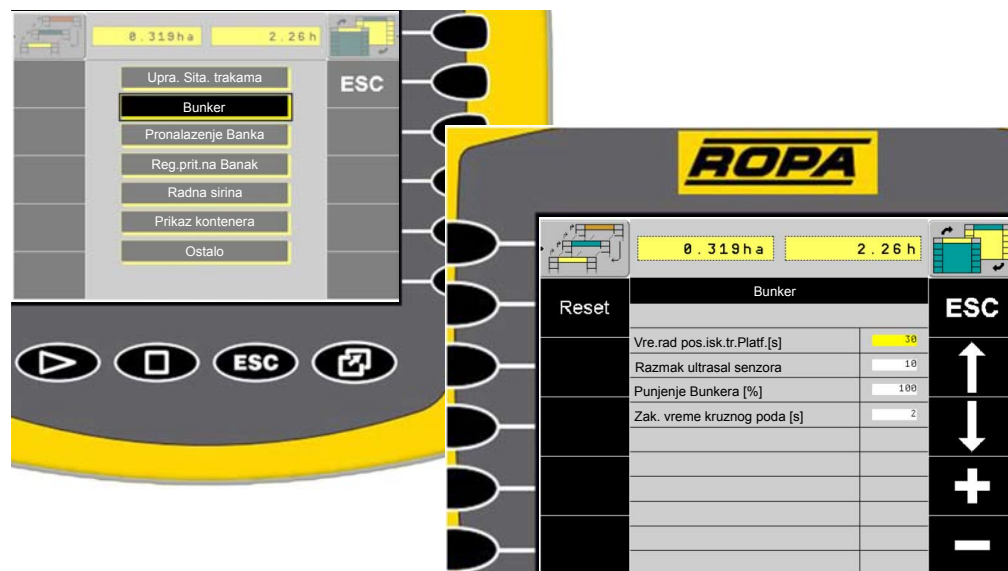 0.319ha 2.26h
Upra. Sita. trakama
ESC
Bunker
Pronalazenje Banka
Reg.prit.na Banak
Radna sirina
Prikaz kontenera
Ostalo
ESC
ROPA
0.319ha 2.26h
Bunker
Reset
ESC
Vre.rad pos.isk.tr.Platf.[s] 30
Razmak ultrasal senzora 10
Punjenje Bunkera [%] 100
Zak. vreme kruznog poda [s] 2